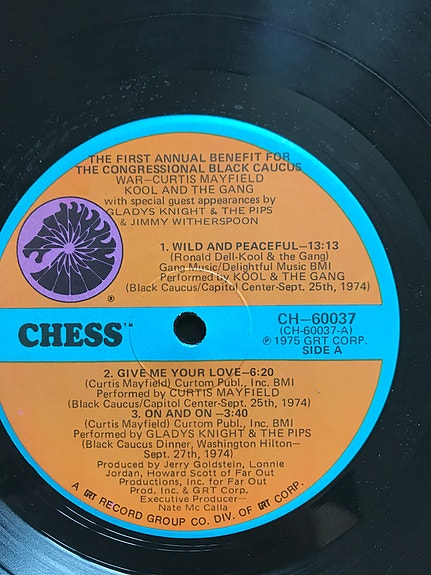 THE FIRST ANNUAL BENEFIT FOR
THE CONGRESSIONAL BLACK CAUCUS
WAR—CURTIS MAYFIELD
KOOL AND THE GANG
with special guest appearances by
GLADYS KNIGHT & THE PIPS
& JIMMY WITHERSPOON
1. WILD AND PEACEFUL—13:13
(Ronald Dell-Kool & the Gang)
Gang Music/Delightful Music BMI
Performed by KOOL & THE GANG
(Black Caucus/Capitol Center-Sept. 25th, 1974)
®
CHESS™
CH—60037
(CH-60037-A)
℗ 1975 GRT CORP.
SIDE A
2. GIVE ME YOUR LOVE—6:20
(Curtis Mayfield) Curtom Publ., Inc. BMI
Performed by CURTIS MAYFIELD
(Black Caucus/Capitol Center-Sept. 25th, 1974)
3. ON AND ON —3:40
(Curtis Mayfield) Curtom Publ., Inc. BMI
Performed by GLADYS KNIGHT & THE PIPS
(Black Caucus Dinner, Washington Hilton—
Sept. 27th, 1974)
Produced by Jerry Goldstein, Lonnie
Jordan, Howard Scott of Far Out
Productions, Inc. for Far Out
Prod. Inc. & GRT Corp.
Executive Producer—
Nate Mc Calla
A GRT RECORD GROUP CO. DIV. OF GRT CORP.